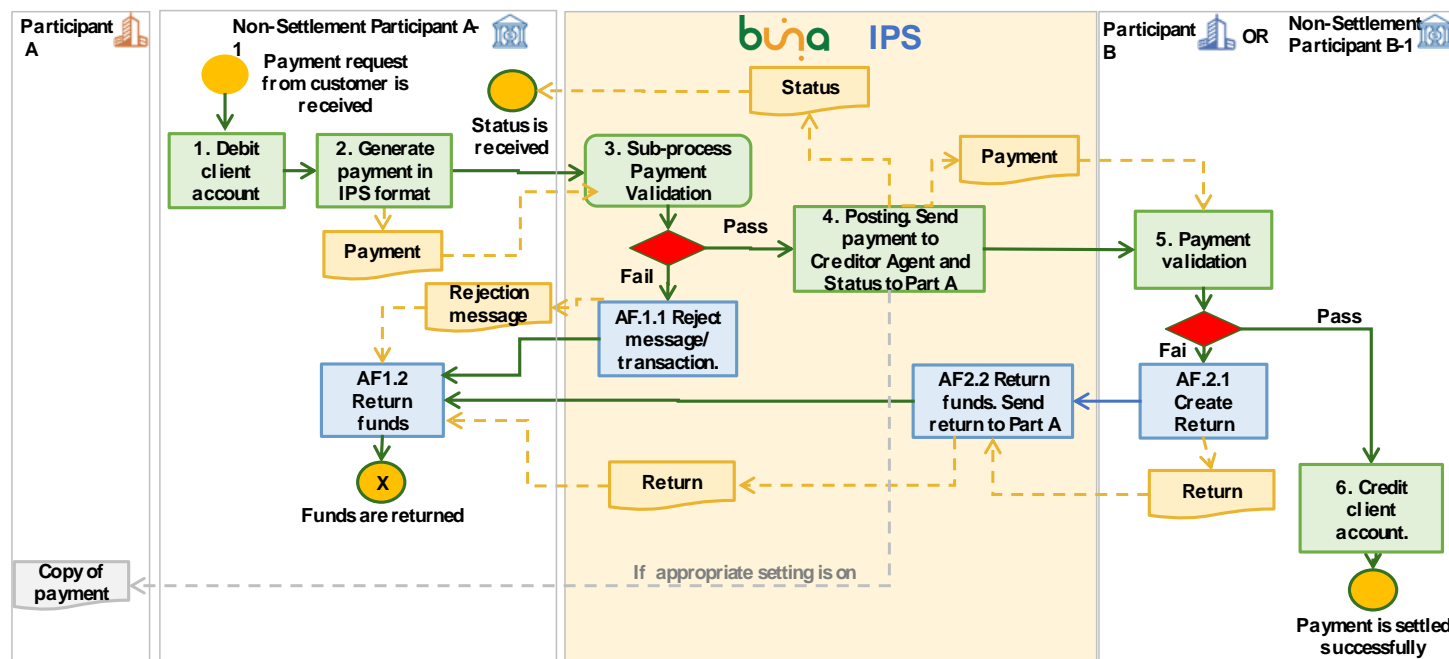 Participant
A
Non-Settlement Participant A-
1
buna IPS
Participant
B
OR
Non-Settlement
Participant B-1
Payment request
from customer is
received
Status is
received
Status
Payment
1. Debit
client
account
2. Generate
payment in
IPS format
3. Sub-process
Payment
Validation
Payment
Pass
Fail
4. Posting. Send
payment to
Creditor Agent and
Status to Part A
5. Payment
validation
Pass
Fai
Rejection
message
AF.1.1 Reject
message/
transaction.
AF1.2
Return
funds
AF2.2 Return
funds. Send
return to Part A
AF.2.1
Create
Return
X
Funds are returned
Return
Return
6. Credit
client
account.
Copy of
payment
If appropriate setting is on
Payment is settled
successfully